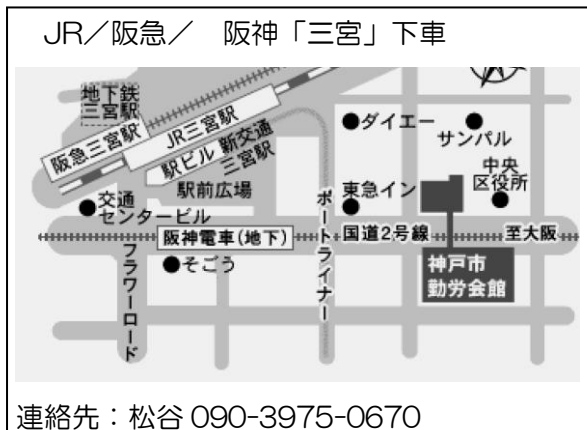 JR/阪急/ 阪神「三宮」下車
地下鉄
三宮駅
阪急三宮駅
JR三宮駅
駅ビル
新交通
三宮駅
駅前広場
●ダイエー
サンパル
中央
区役所
東急イン
交通
センタービル
阪神電車(地下)
国道2号線
至大阪
●そごう
フラワーロード
ポートライナー
神戸市
勤労会館
連絡先:松谷 090-3975-0670